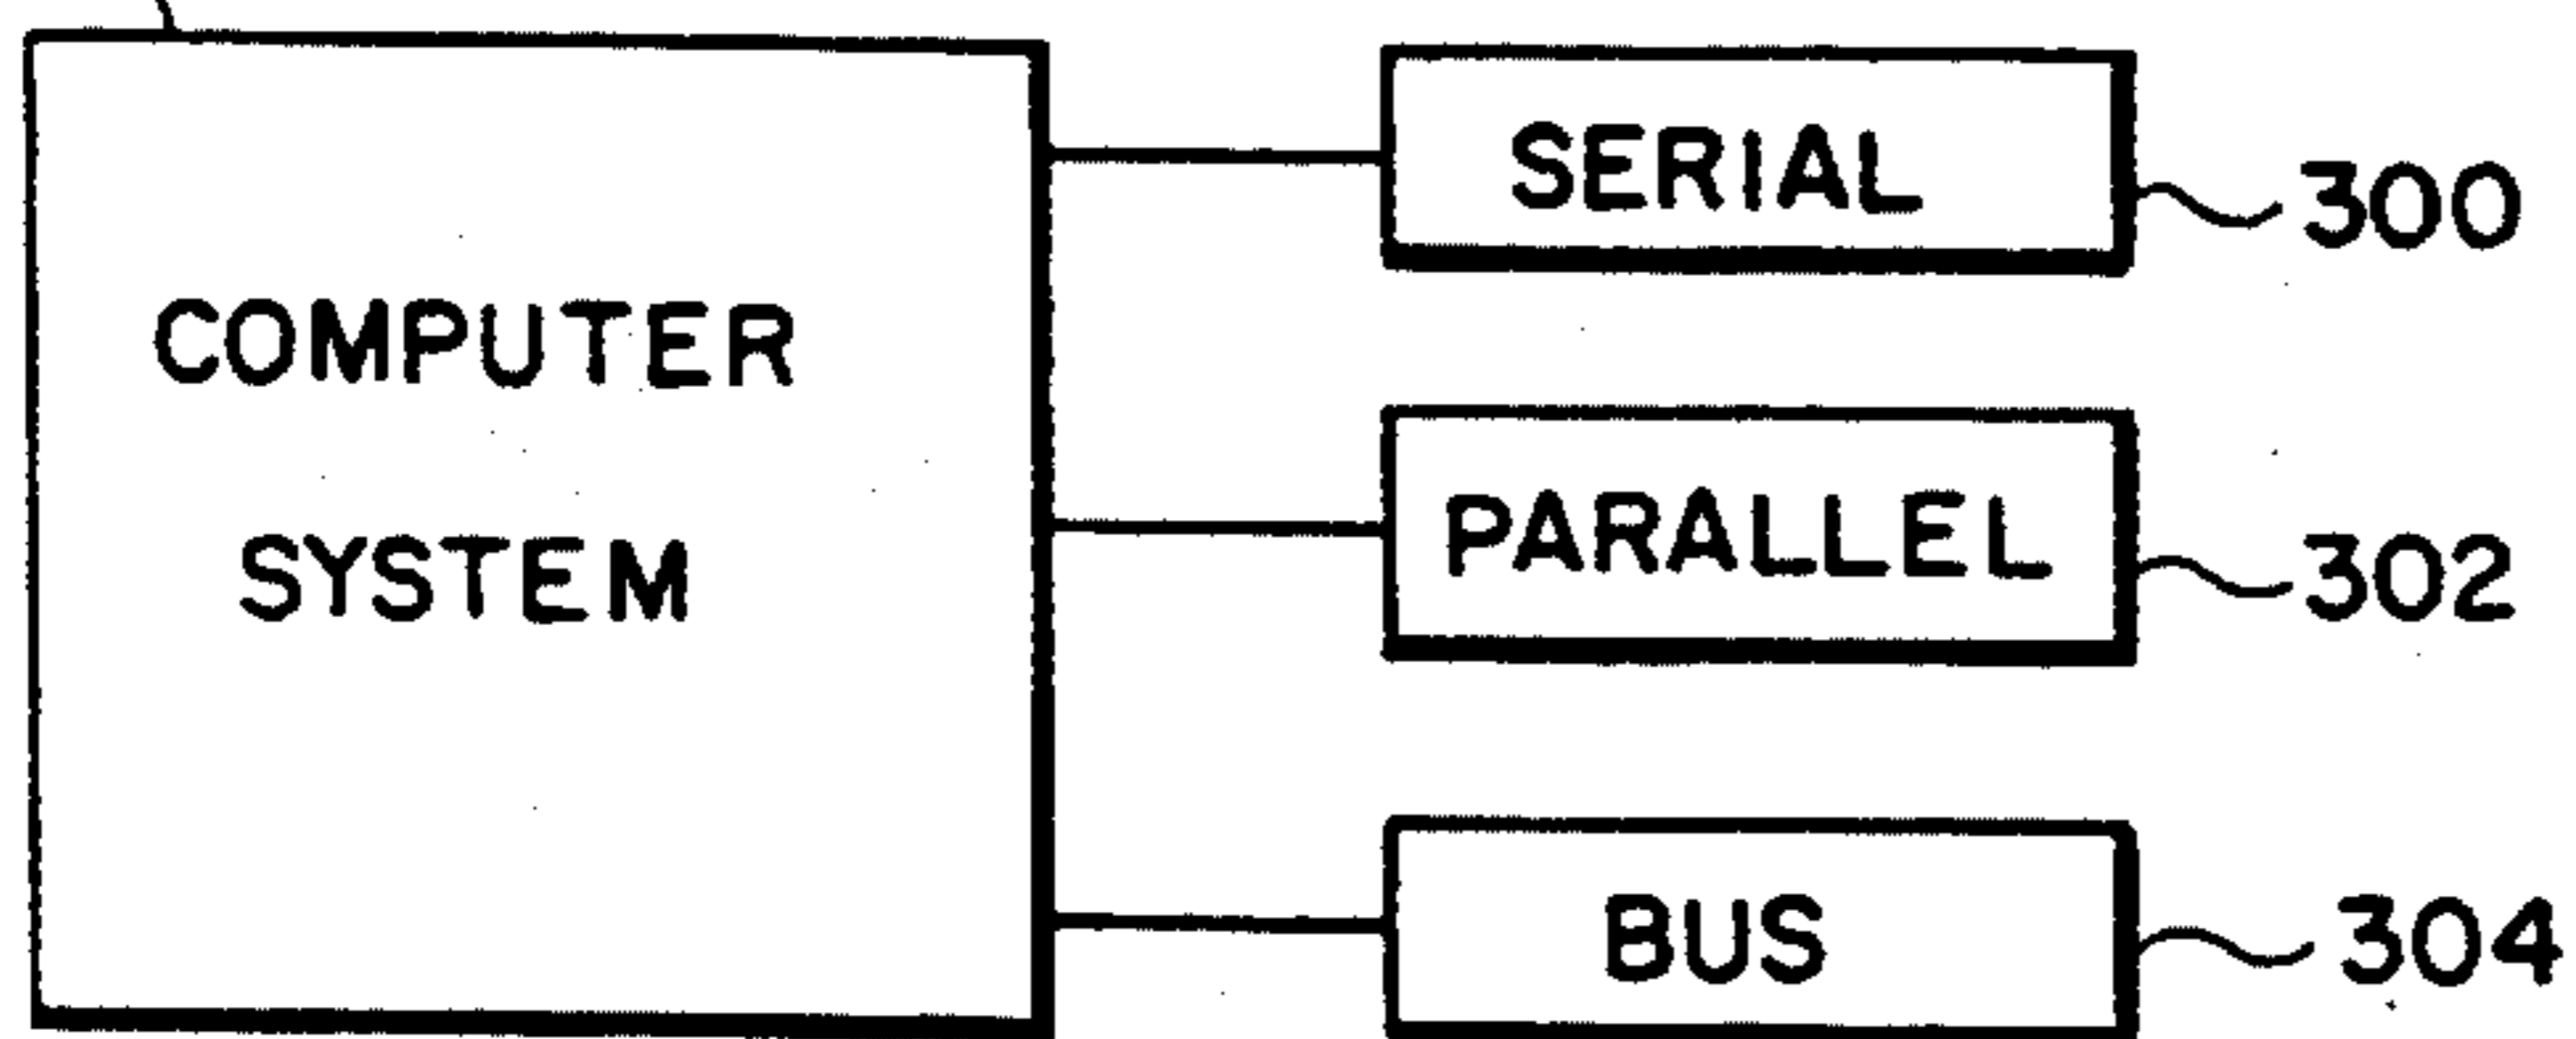 COMPUTER
SYSTEM
SERIAL
300
PARALLEL
302
BUS
304